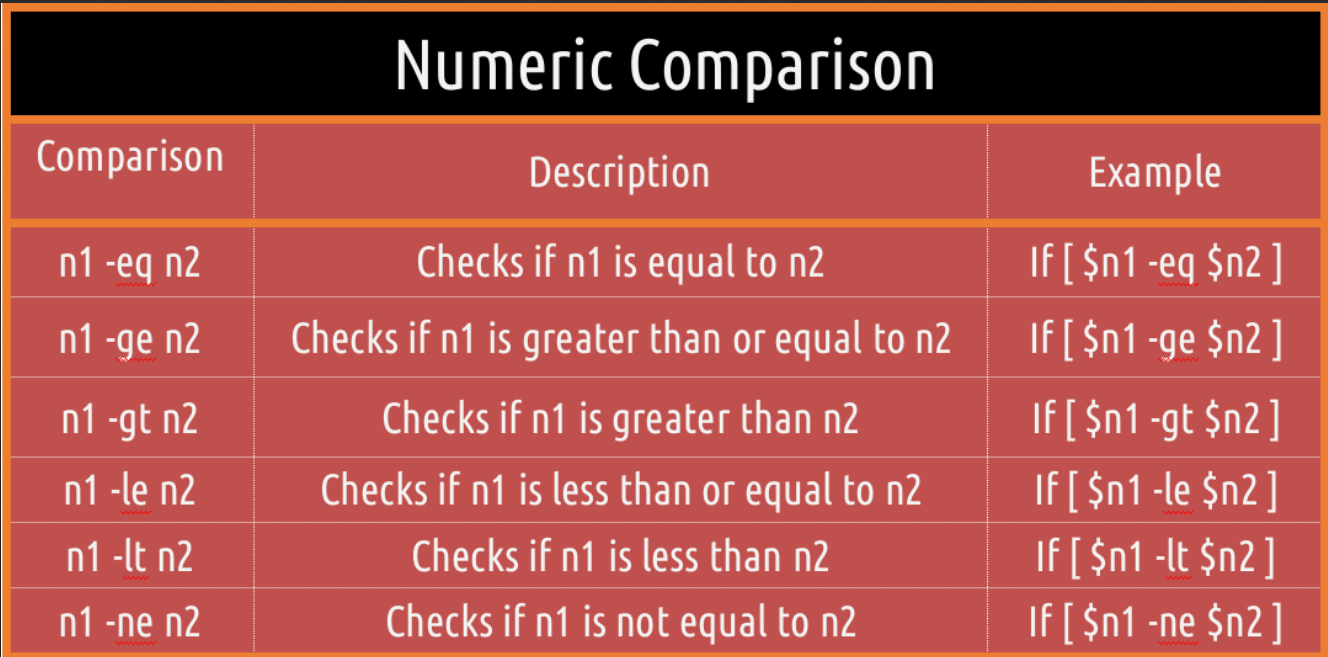 Numeric Comparison
Comparison Description Example
n1 -eq n2 Checks if n1 is equal to n2 If [ $n1 -eq $n2 ]
n1 -ge n2 Checks if n1 is greater than or equal to n2 If [ $n1 -ge $n2 ]
n1 -gt n2 Checks if n1 is greater than n2 If [ $n1 -gt $n2 ]
n1 -le n2 Checks if n1 is less than or equal to n2 If [ $n1 -le $n2 ]
n1 -lt n2 Checks if n1 is less than n2 If [ $n1 -lt $n2 ]
n1 -ne n2 Checks if n1 is not equal to n2 If [ $n1 -ne $n2 ]